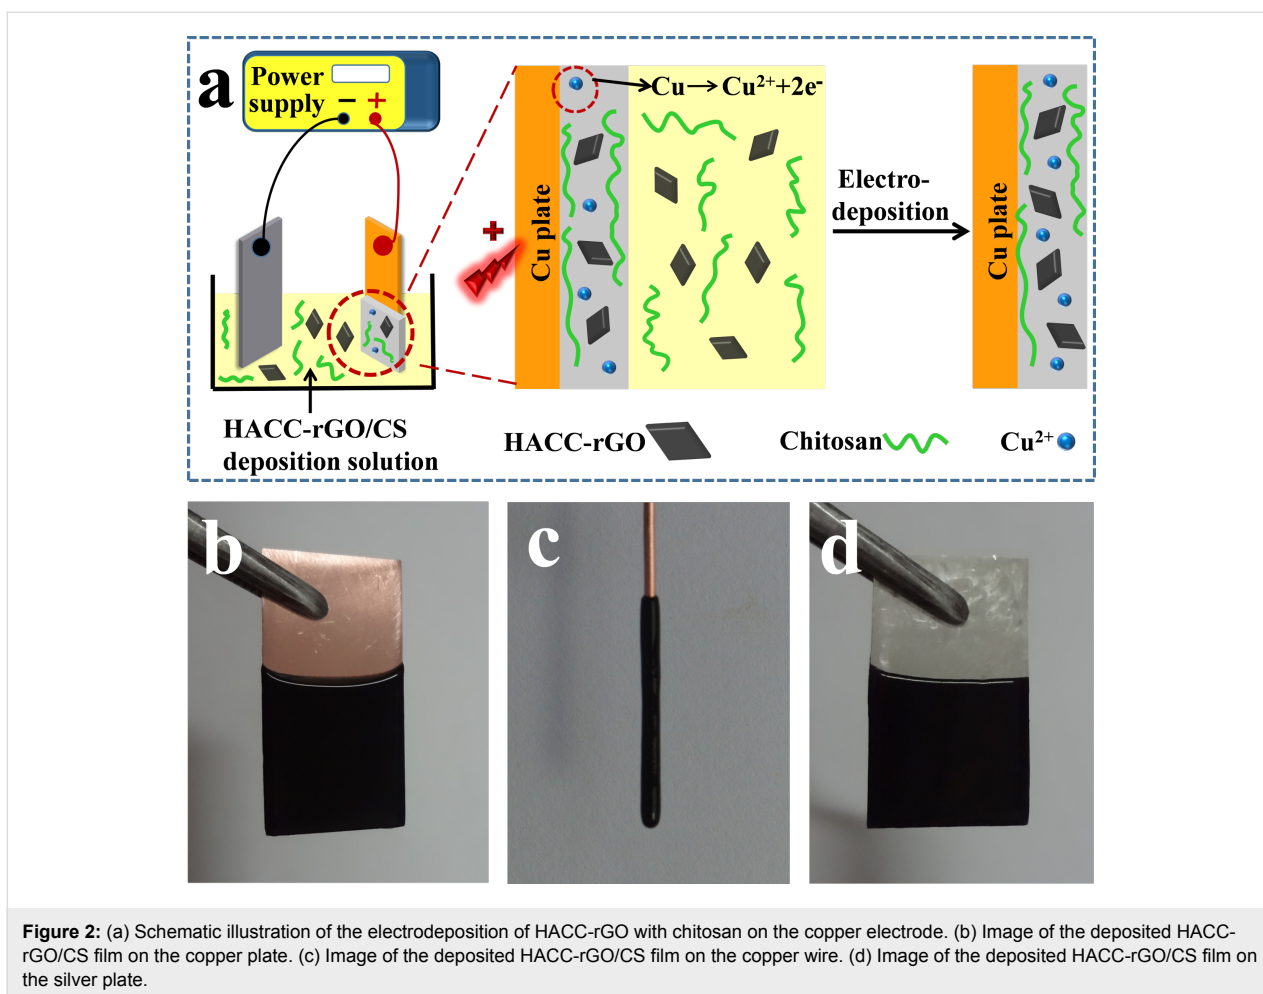 a
Power
supply
− +
Cu → Cu²⁺+2e⁻
Cu plate
+
Electro-
deposition
Cu plate
HACC-rGO/CS
deposition solution
HACC-rGO
Chitosan
Cu²⁺
b
c
d
Figure 2: (a) Schematic illustration of the electrodeposition of HACC-rGO with chitosan on the copper electrode. (b) Image of the deposited HACC-
rGO/CS film on the copper plate. (c) Image of the deposited HACC-rGO/CS film on the copper wire. (d) Image of the deposited HACC-rGO/CS film on
the silver plate.